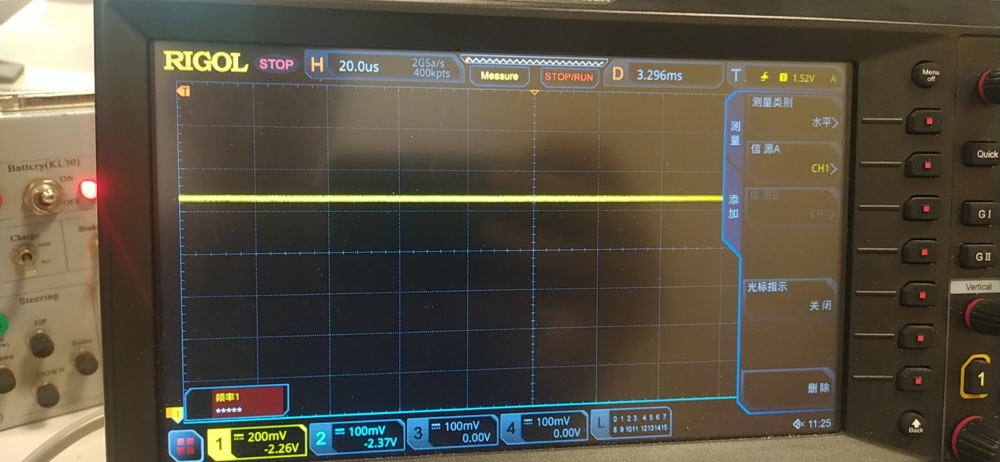 RIGOL STOP H 20.0us 2GSa/s 400kpts Measure STOP/RUN D 3.296ms T 1 1.52V A
T
测量类别
水平
测量
信源A
CH1
添加
信源B
CH1
光标指示
关闭
删除
频率1
*****
1
1 200mV -2.26V
2 100mV -2.37V
3 100mV 0.00V
4 100mV 0.00V
L 0 1 2 3 4 5 6 7
8 9 10 11 12 13 14 15
11:25
Menu off
Quick
G I
G II
Vertical
1
Back
Battery(KL30)
ON
OFF
Charge
Steering
UP
DOWN